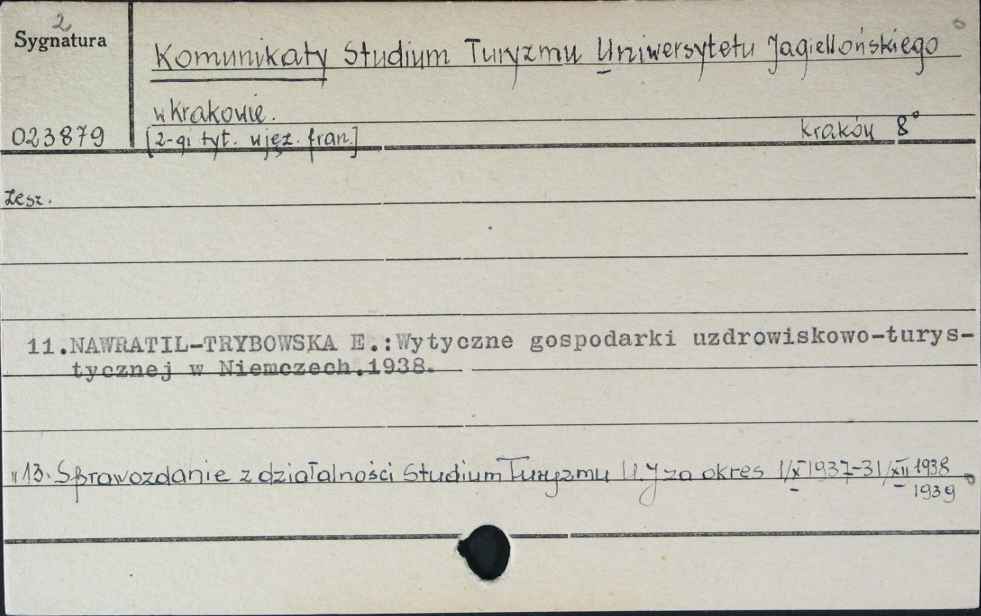 2
Sygnatura
Komunikaty Studium Turyzmu Uniwersytetu Jagiellońskiego
w Krakowie.
023879
[2-gi tyt. w jęz. fran.]
Kraków 8°
Zesz.
11.NAWRATIL-TRYBOWSKA E.:Wytyczne gospodarki uzdrowiskowo-turys-
tycznej w Niemczech.1938.
" 13. Sprawozdanie z działalności Studium Turyzmu U.J za okres 1/X 1937-31/XII 1938
1939